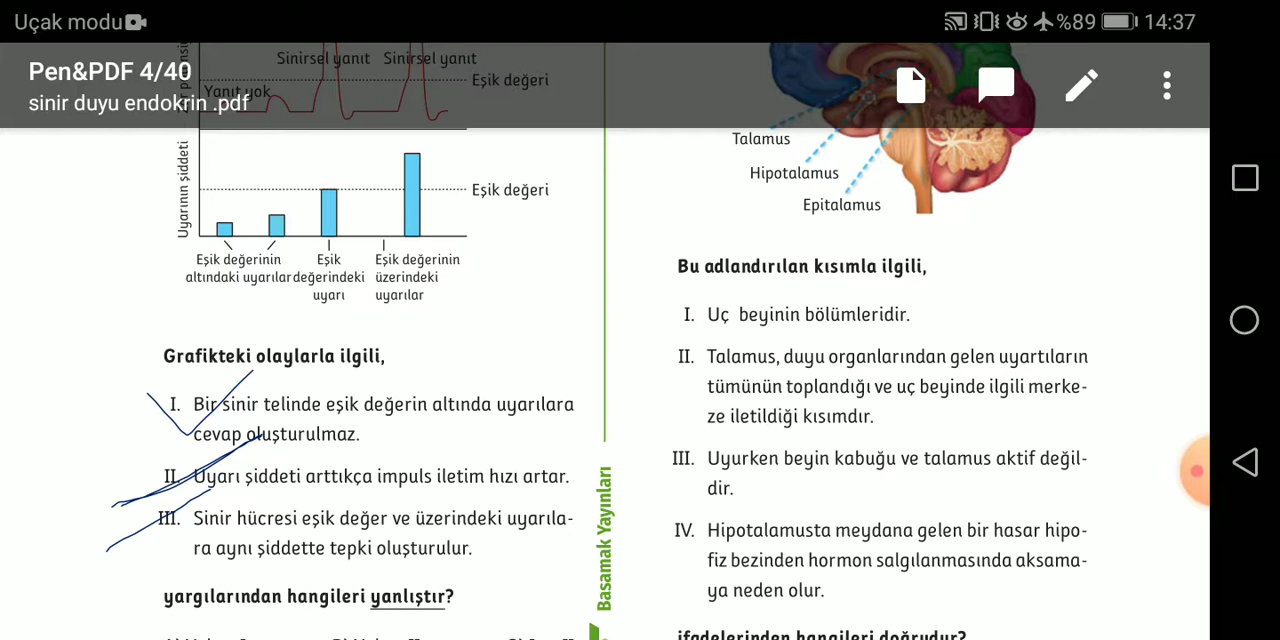 Uçak modu
%89
14:37
Pen&PDF 4/40
sinir duyu endokrin .pdf
Sinirsel yanıt Sinirsel yanıt
Eşik değeri
Yanıt yok
Uyarının şiddeti
Eşik değeri
Eşik değerinin
altındaki uyarılar
Eşik
değerindeki
uyarı
Eşik değerinin
üzerindeki
uyarılar
Grafikteki olaylarla ilgili,
I. Bir sinir telinde eşik değerin altında uyarılara
cevap oluşturulmaz.
II. Uyarı şiddeti arttıkça impuls iletim hızı artar.
III. Sinir hücresi eşik değer ve üzerindeki uyarıla-
ra aynı şiddette tepki oluşturulur.
yargılarından hangileri yanlıştır?
Basamak Yayınları
Talamus
Hipotalamus
Epitalamus
Bu adlandırılan kısımla ilgili,
I. Uç beyinin bölümleridir.
II. Talamus, duyu organlarından gelen uyartıların
tümünün toplandığı ve uç beyinde ilgili merke-
ze iletildiği kısımdır.
III. Uyurken beyin kabuğu ve talamus aktif değil-
dir.
IV. Hipotalamusta meydana gelen bir hasar hipo-
fiz bezinden hormon salgılanmasında aksama-
ya neden olur.
ifadelerinden hangileri doğrudur?